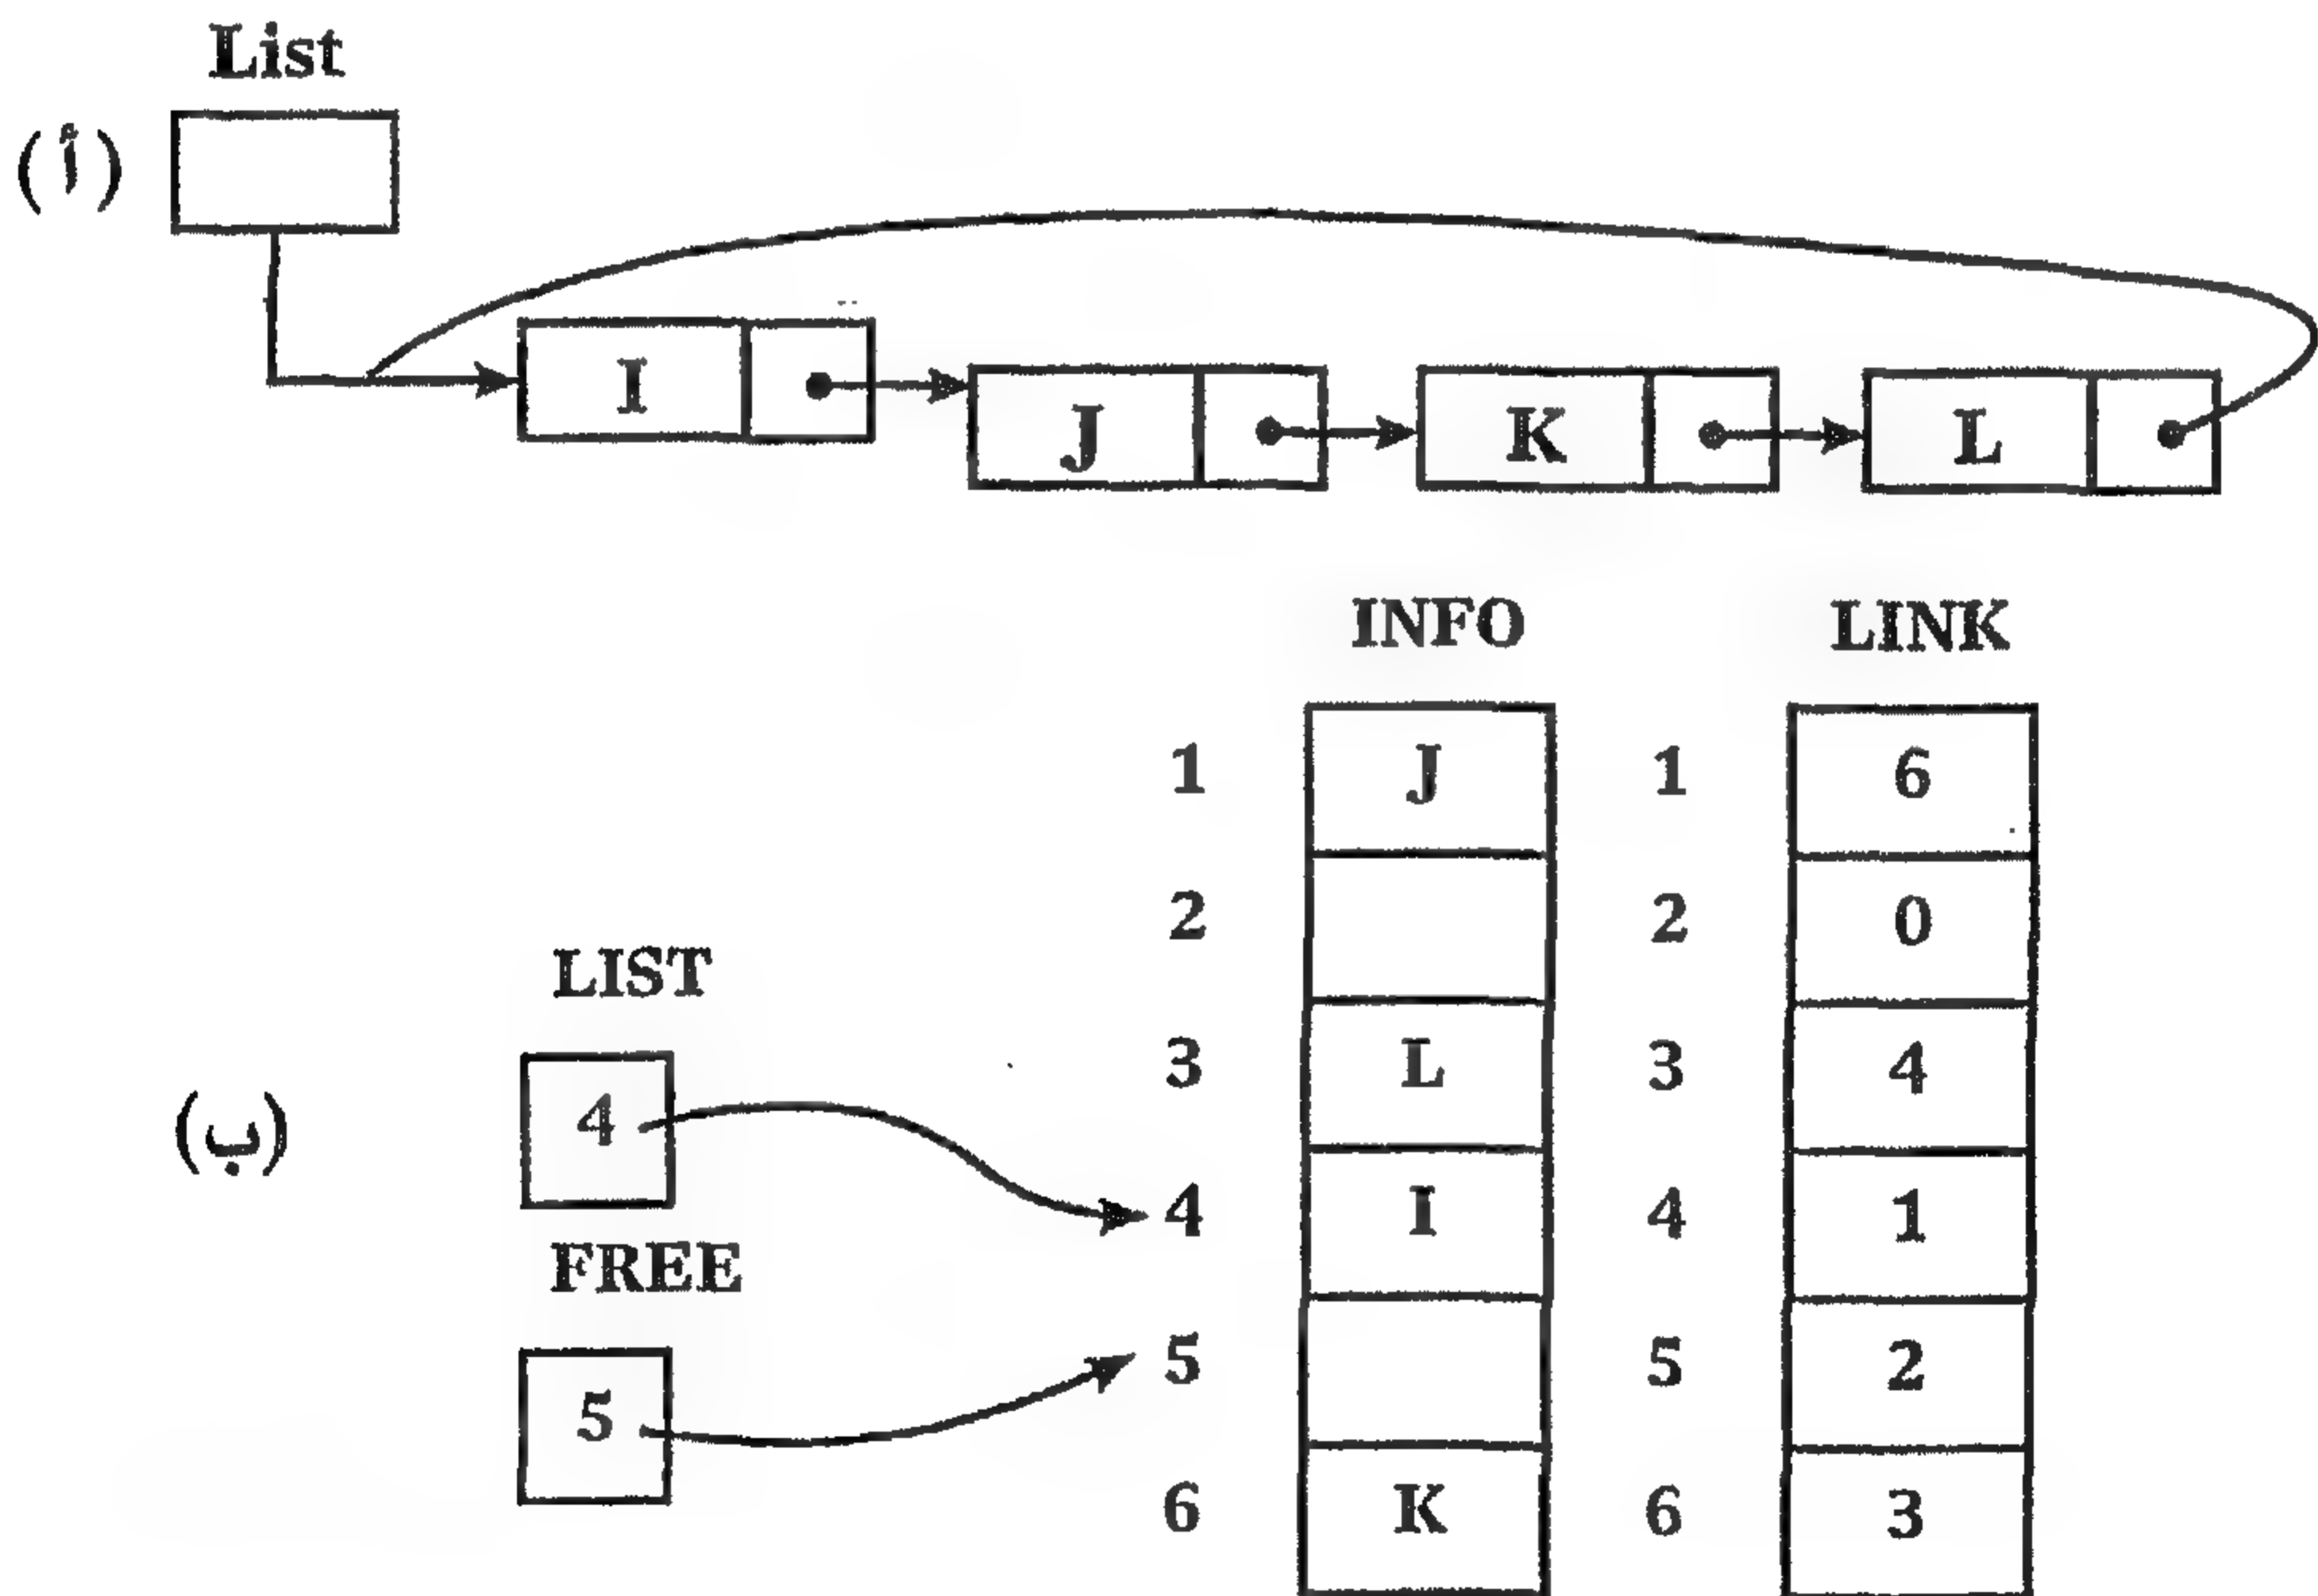 List
(أ)
I J K L
INFO LINK
1 J 1 6
2 2 0
LIST
3 L 3 4
(ب) 4
4 I 4 1
FREE
5 5 2
5
6 K 6 3